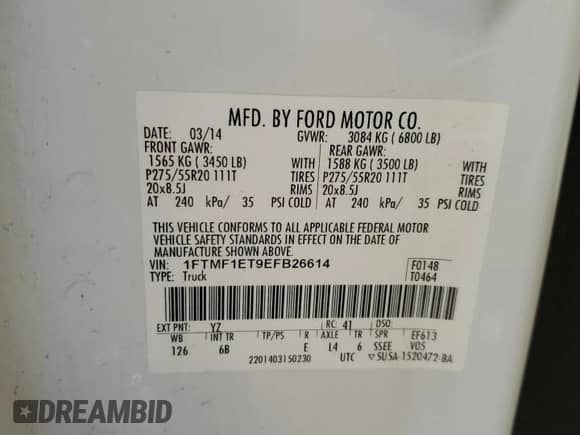 MFD. BY FORD MOTOR CO.
DATE: 03/14 GVWR: 3084 KG ( 6800 LB)
FRONT GAWR: REAR GAWR:
1565 KG ( 3450 LB) WITH 1588 KG ( 3500 LB) WITH
P275/55R20 111T TIRES P275/55R20 111T TIRES
20x8.5J RIMS 20x8.5J RIMS
AT 240 kPa/ 35 PSI COLD AT 240 kPa/ 35 PSI COLD
THIS VEHICLE CONFORMS TO ALL APPLICABLE FEDERAL MOTOR
VEHICLE SAFETY STANDARDS IN EFFECT ON THE DATE OF
MANUFACTURE SHOWN ABOVE.
VIN: 1FTMF1ET9EFB26614 F0148
TYPE: Truck T0464
EXT PNT: YZ RC: 41 DSO:
WB INT TR TP/PS R AXLE TR SPR EF613
126 6B E L4 6 SSEE V05
2201403150230 UTC ▽5U5A-1520472-BA
DREAMBID